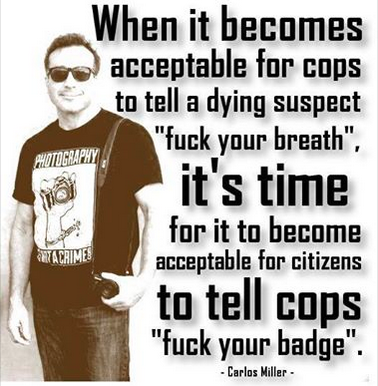 When it becomes
acceptable for cops
to tell a dying suspect
"fuck your breath",
it's time
for it to become
acceptable for citizens
to tell cops
"fuck your badge".
- Carlos Miller -
PHOTOGRAPHY
A CRIME